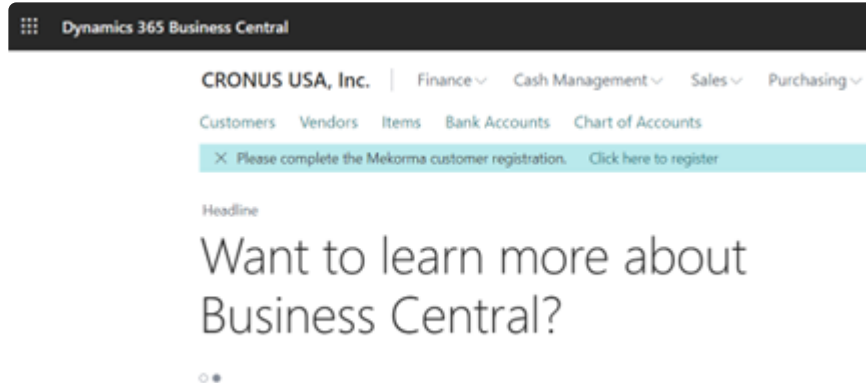 Dynamics 365 Business Central
CRONUS USA, Inc. Finance Cash Management Sales Purchasing
Customers Vendors Items Bank Accounts Chart of Accounts
Please complete the Mekorma customer registration. Click here to register
Headline
Want to learn more about
Business Central?